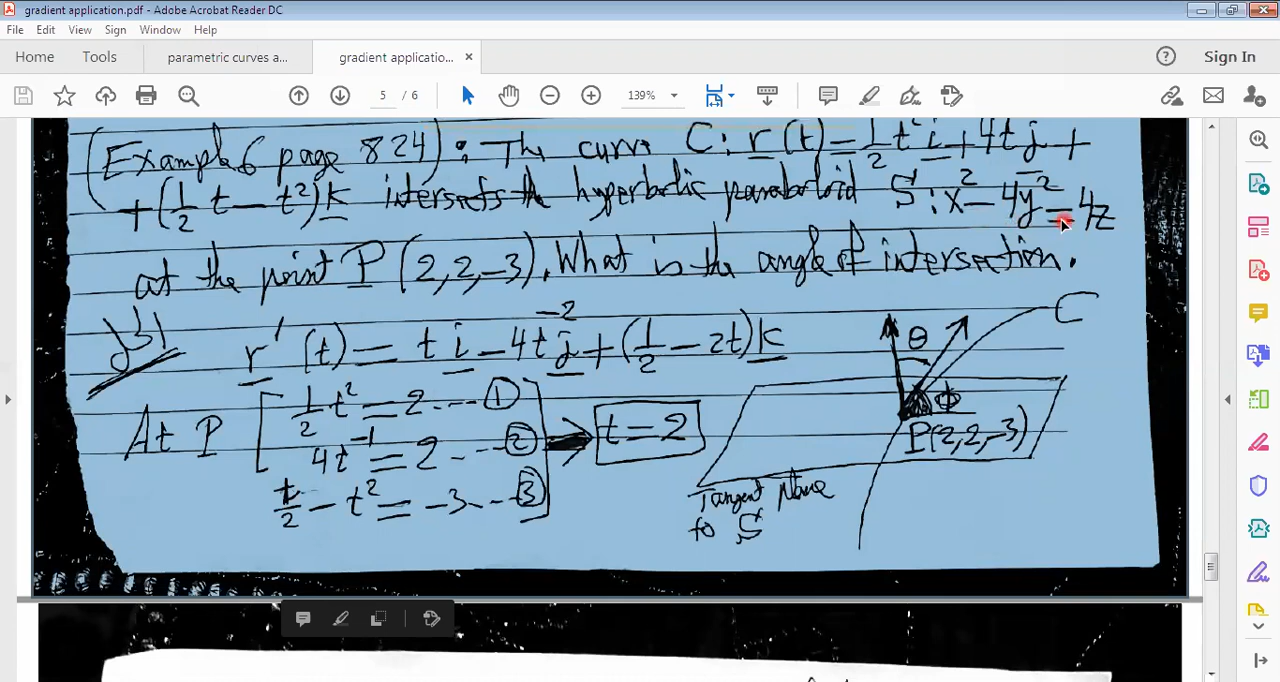 gradient application.pdf - Adobe Acrobat Reader DC
File Edit View Sign Window Help
Home Tools parametric curves a... gradient applicatio... ×
5 / 6 139%
Sign In
(Example 6 page 824): The curve C: r(t) = 1/2 t² i + 4t j +
+ (1/2 t − t²) k intersects the hyperbolic paraboloid S: x² − 4y² = 4z
at the point P (2, 2, −3). What is the angle of intersection.
r'(t) = t i − 4t⁻² j + (1/2 − 2t) k
C
θ
Φ
At P [ 1/2 t² = 2 --- ①
4t⁻¹ = 2 --- ②
t/2 − t² = −3 --- ③ ] → t = 2
P(2,2,−3)
Tangent plane
to S